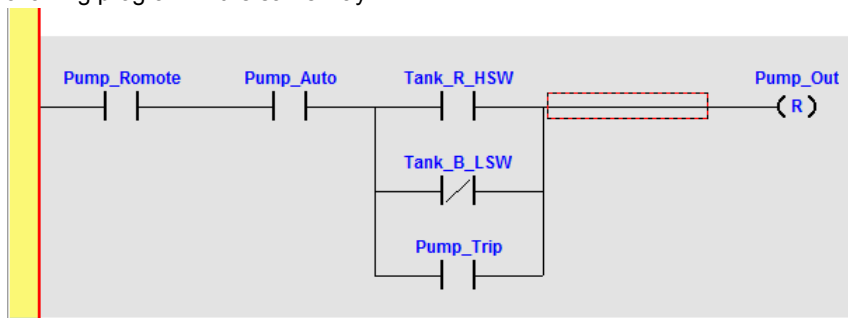 Pump_Romote Pump_Auto Tank_R_HSW Pump_Out
R
Tank_B_LSW
Pump_Trip